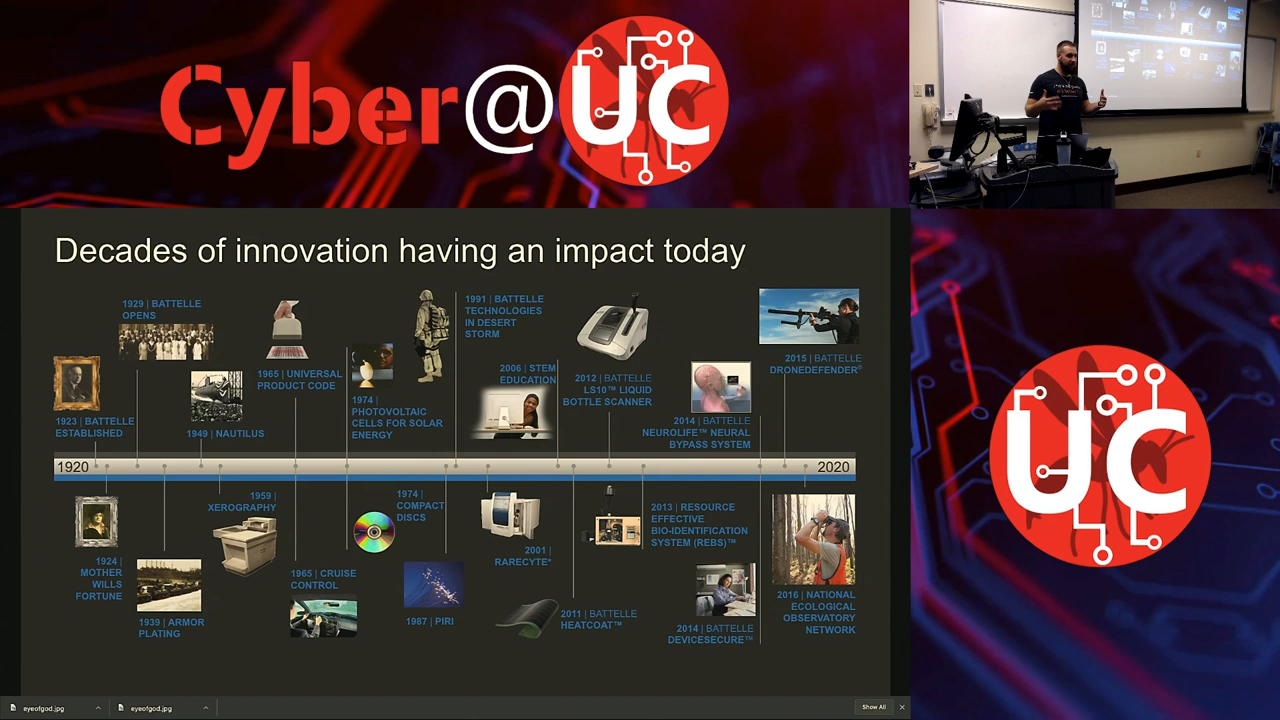 Cyber@UC
Decades of innovation having an impact today
1929 | BATTELLE
OPENS
1991 | BATTELLE
TECHNOLOGIES
IN DESERT
STORM
1965 | UNIVERSAL
PRODUCT CODE
2006 | STEM
EDUCATION
2012 | BATTELLE
LS10™ LIQUID
BOTTLE SCANNER
2015 | BATTELLE
DRONEDEFENDER®
1923 | BATTELLE
ESTABLISHED
1949 | NAUTILUS
1974 |
PHOTOVOLTAIC
CELLS FOR SOLAR
ENERGY
2014 | BATTELLE
NEUROLIFE™ NEURAL
BYPASS SYSTEM
1920
2020
1959 |
XEROGRAPHY
1974 |
COMPACT
DISCS
2013 | RESOURCE
EFFECTIVE
BIO-IDENTIFICATION
SYSTEM (REBS)™
1924 |
MOTHER
WILLS
FORTUNE
1965 | CRUISE
CONTROL
2001 |
RARECYTE*
1939 | ARMOR
PLATING
1987 | PIRI
2011 | BATTELLE
HEATCOAT™
2014 | BATTELLE
DEVICESECURE™
2016 | NATIONAL
ECOLOGICAL
OBSERVATORY
NETWORK
UC
eyeofgod.jpg
eyeofgod.jpg
Show All